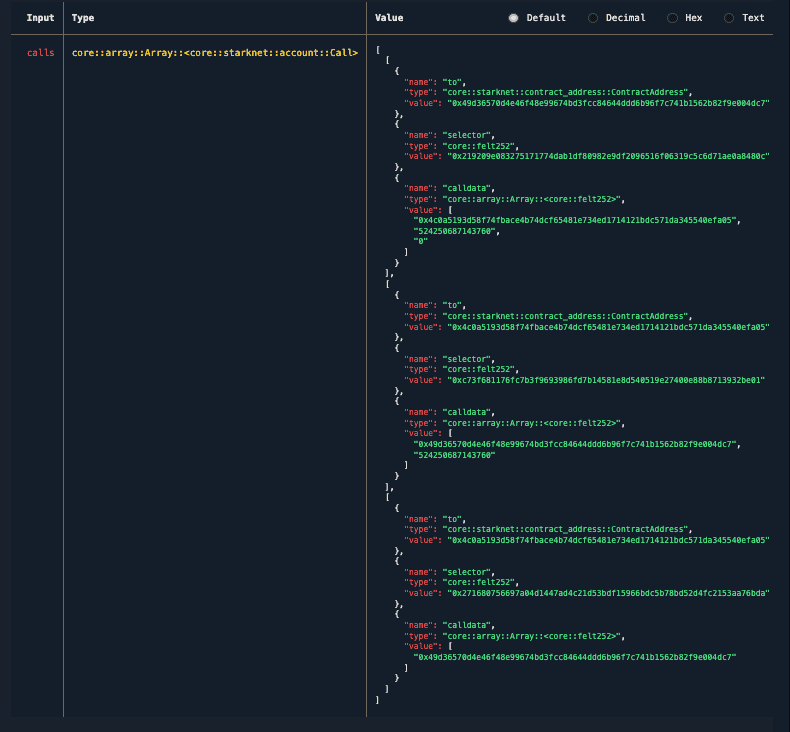 Input Type Value Default Decimal Hex Text
calls core::array::Array::<core::starknet::account::Call> [
[
{
"name": "to",
"type": "core::starknet::contract_address::ContractAddress",
"value": "0x49d36570d4e46f48e99674bd3fcc84644ddd6b96f7c741b1562b82f9e004dc7"
},
{
"name": "selector",
"type": "core::felt252",
"value": "0x219209e083275171774dab1df80982e9df2096516f06319c5c6d71ae0a8480c"
},
{
"name": "calldata",
"type": "core::array::Array::<core::felt252>",
"value": [
"0x4c0a5193d58f74fbace4b74dcf65481e734ed1714121bdc571da345540efa05",
"524250687143760",
"0"
]
}
],
[
{
"name": "to",
"type": "core::starknet::contract_address::ContractAddress",
"value": "0x4c0a5193d58f74fbace4b74dcf65481e734ed1714121bdc571da345540efa05"
},
{
"name": "selector",
"type": "core::felt252",
"value": "0xc73f681176fc7b3f9693986fd7b14581e8d540519e27400e88b8713932be01"
},
{
"name": "calldata",
"type": "core::array::Array::<core::felt252>",
"value": [
"0x49d36570d4e46f48e99674bd3fcc84644ddd6b96f7c741b1562b82f9e004dc7",
"524250687143760"
]
}
],
[
{
"name": "to",
"type": "core::starknet::contract_address::ContractAddress",
"value": "0x4c0a5193d58f74fbace4b74dcf65481e734ed1714121bdc571da345540efa05"
},
{
"name": "selector",
"type": "core::felt252",
"value": "0x271680756697a04d1447ad4c21d53bdf15966bdc5b78bd52d4fc2153aa76bda"
},
{
"name": "calldata",
"type": "core::array::Array::<core::felt252>",
"value": [
"0x49d36570d4e46f48e99674bd3fcc84644ddd6b96f7c741b1562b82f9e004dc7"
]
}
]
]